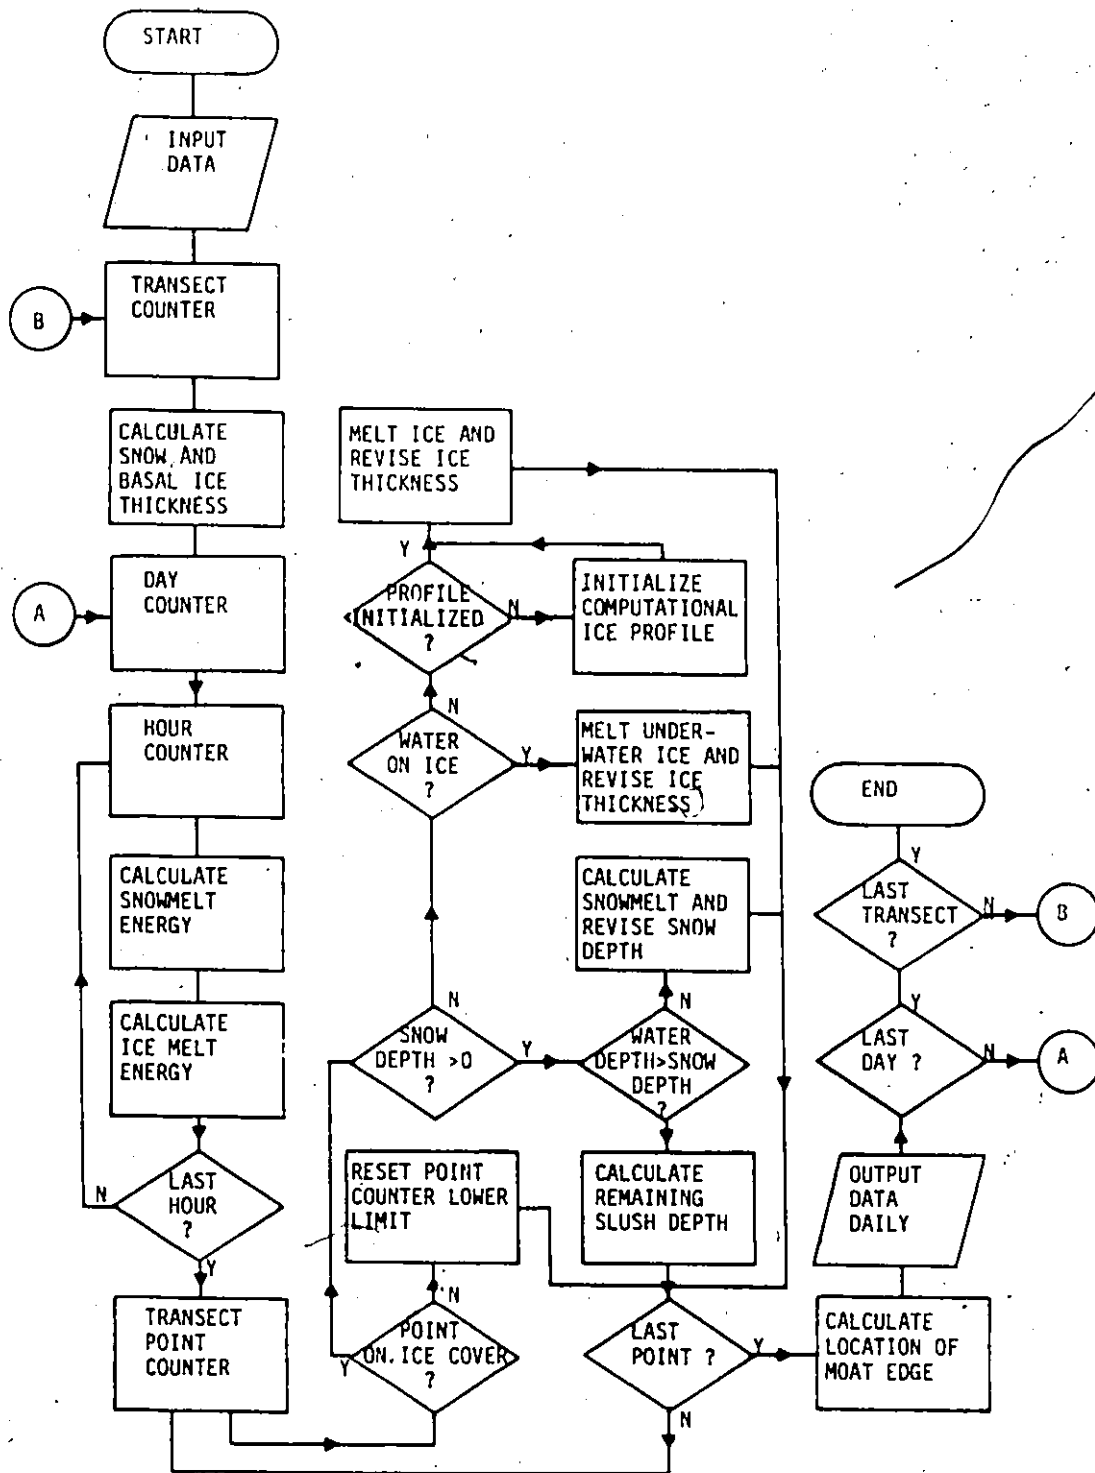 START
INPUT
DATA
TRANSECT
COUNTER
B
CALCULATE
SNOW AND
BASAL ICE
THICKNESS
DAY
COUNTER
A
HOUR
COUNTER
CALCULATE
SNOWMELT
ENERGY
CALCULATE
ICE MELT
ENERGY
LAST
HOUR
?
N
Y
TRANSECT
POINT
COUNTER
POINT
ON ICE COVER
?
N
Y
RESET POINT
COUNTER LOWER
LIMIT
SNOW
DEPTH >0
?
N
Y
WATER
DEPTH>SNOW
DEPTH
?
N
CALCULATE
SNOWMELT AND
REVISE SNOW
DEPTH
CALCULATE
REMAINING
SLUSH DEPTH
WATER
ON ICE
?
N
Y
MELT UNDER-
WATER ICE AND
REVISE ICE
THICKNESS
PROFILE
INITIALIZED
?
Y
N
INITIALIZE
COMPUTATIONAL
ICE PROFILE
MELT ICE AND
REVISE ICE
THICKNESS
LAST
POINT ?
Y
N
CALCULATE
LOCATION OF
MOAT EDGE
OUTPUT
DATA
DAILY
LAST
DAY ?
Y
N
A
LAST
TRANSECT
?
Y
N
B
END